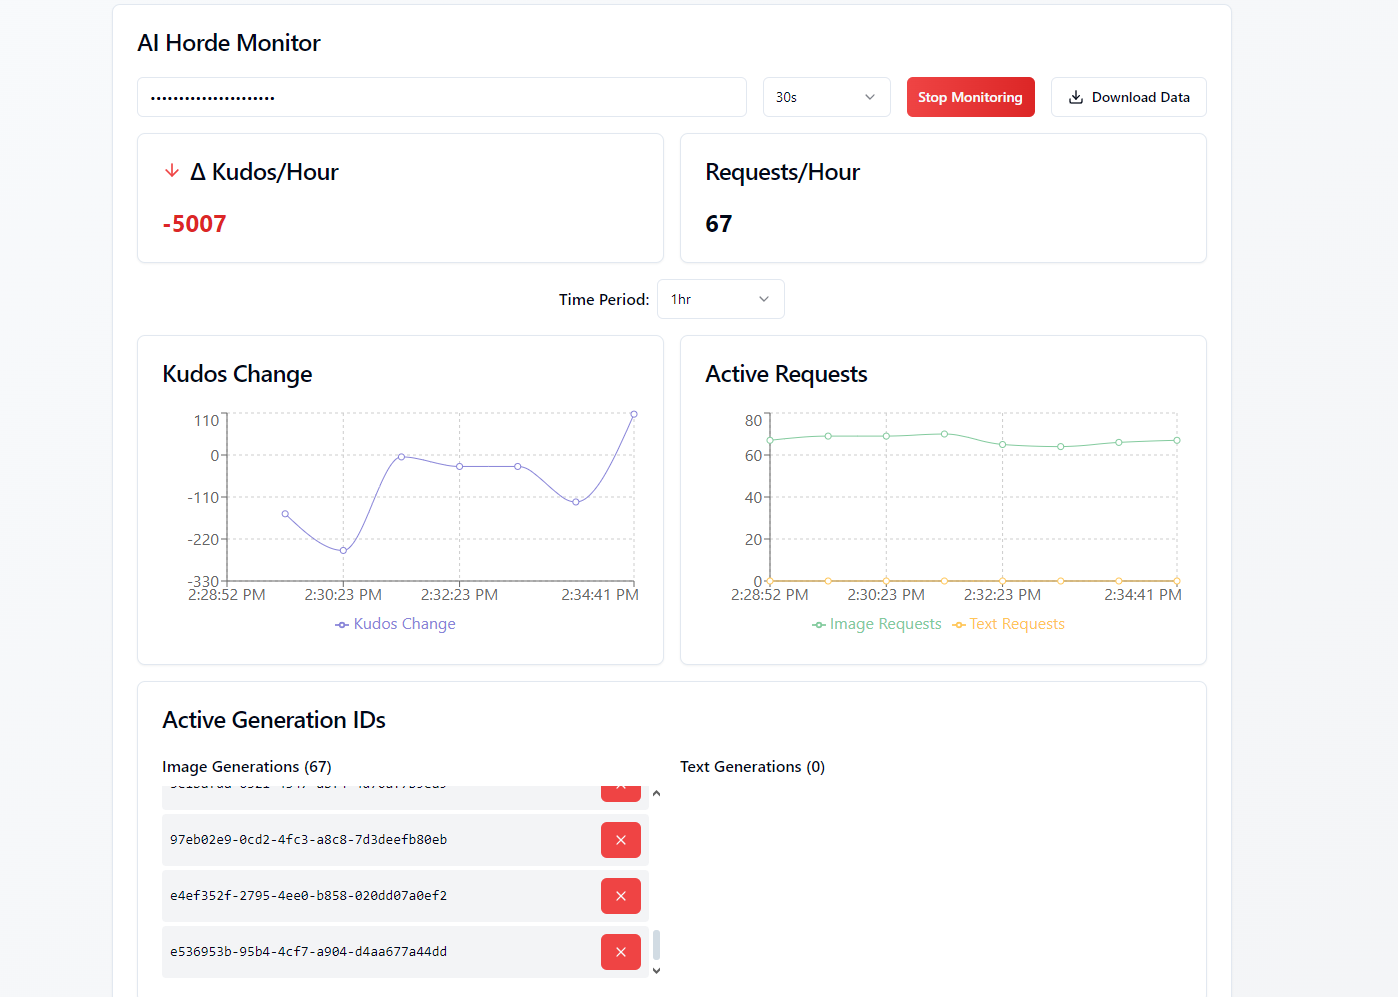 AI Horde Monitor
••••••••••••••••••••••
30s
Stop Monitoring
Download Data
Δ Kudos/Hour
-5007
Requests/Hour
67
Time Period:
1hr
Kudos Change
110
0
-110
-220
-330
2:28:52 PM 2:30:23 PM 2:32:23 PM 2:34:41 PM
Kudos Change
Active Requests
80
60
40
20
0
2:28:52 PM 2:30:23 PM 2:32:23 PM 2:34:41 PM
Image Requests Text Requests
Active Generation IDs
Image Generations (67)
97eb02e9-0cd2-4fc3-a8c8-7d3deefb80eb
e4ef352f-2795-4ee0-b858-020dd07a0ef2
e536953b-95b4-4cf7-a904-d4aa677a44dd
Text Generations (0)